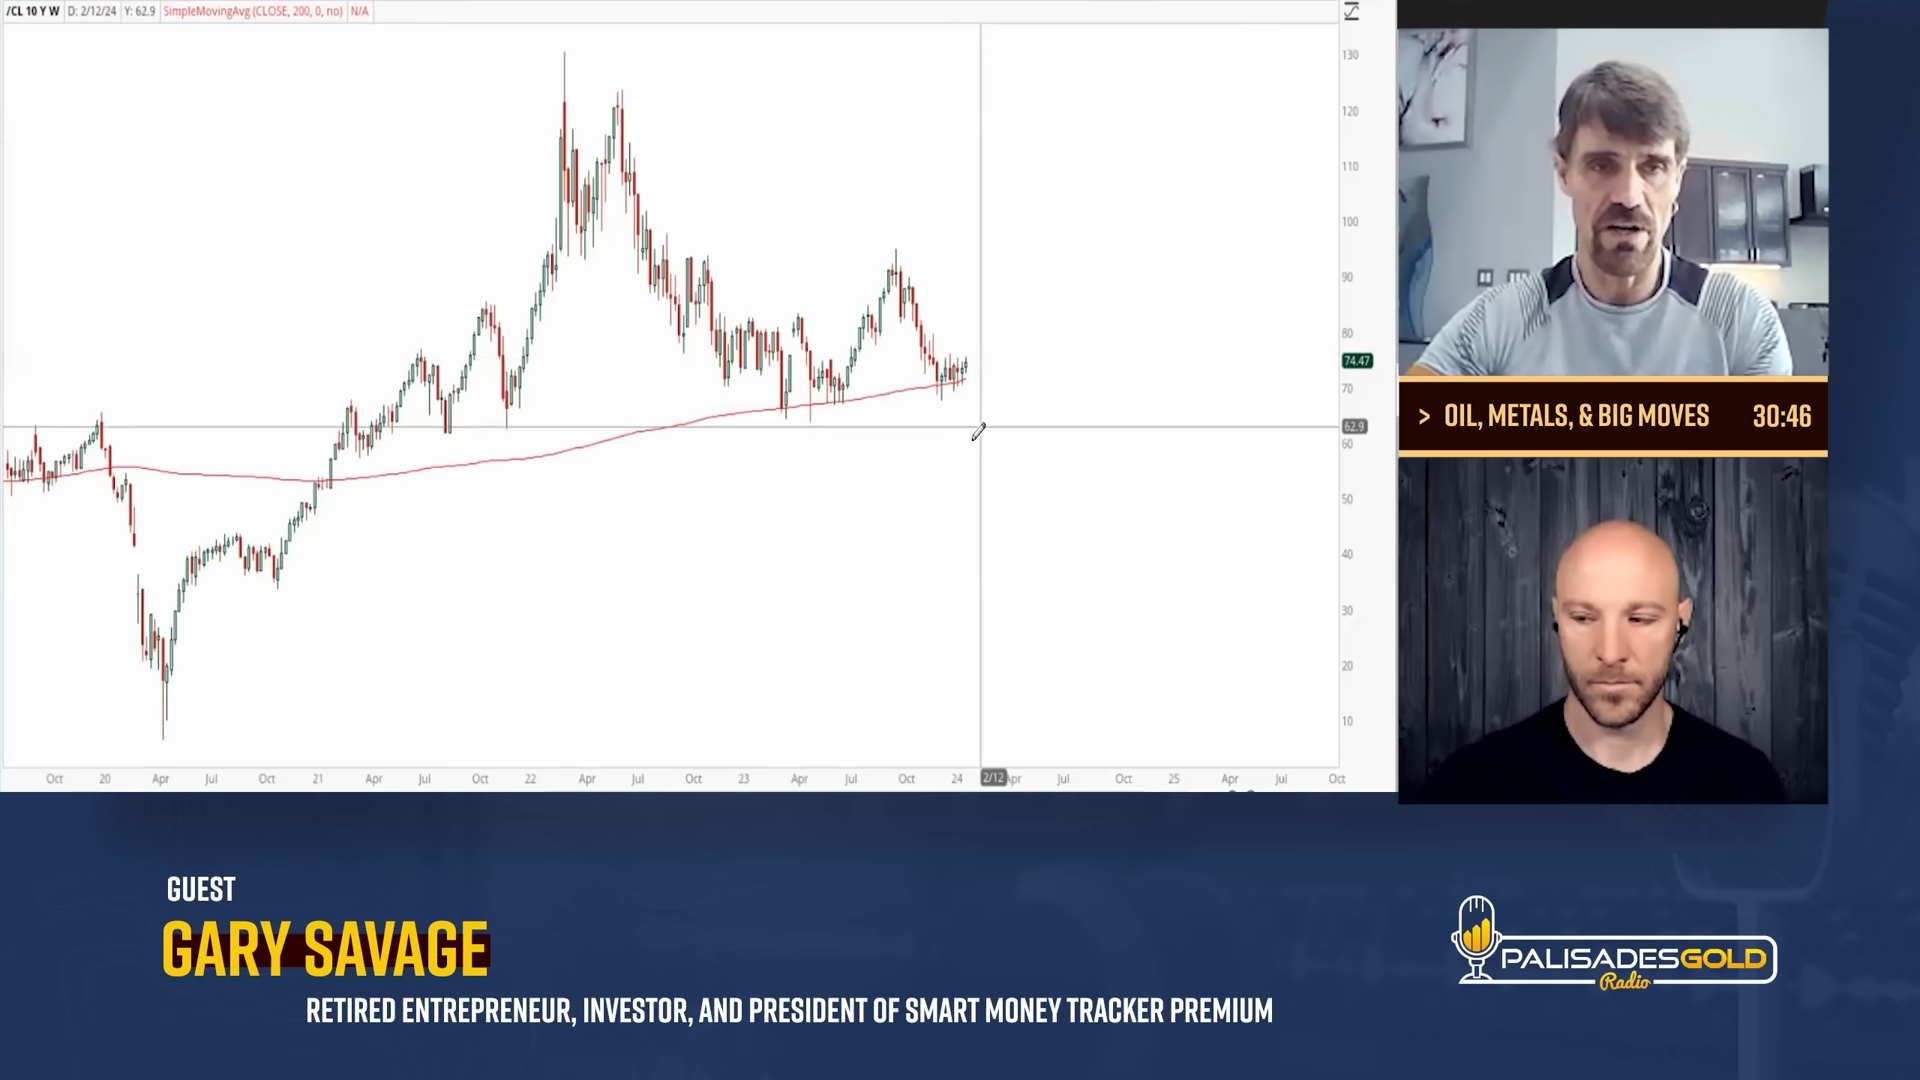 /CL 10 Y W D: 2/12/24 Y: 62.9 SimpleMovingAvg (CLOSE, 200, 0, no) N/A
130
120
110
100
90
80
74.47
70
62.9
60
50
40
30
20
10
Oct 20 Apr Jul Oct 21 Apr Jul Oct 22 Apr Jul Oct 23 Apr Jul Oct 24 2/12 Apr Jul Oct 25 Apr Jul Oct
> OIL, METALS, & BIG MOVES 30:46
GUEST
GARY SAVAGE
RETIRED ENTREPRENEUR, INVESTOR, AND PRESIDENT OF SMART MONEY TRACKER PREMIUM
PALISADESGOLD
Radio